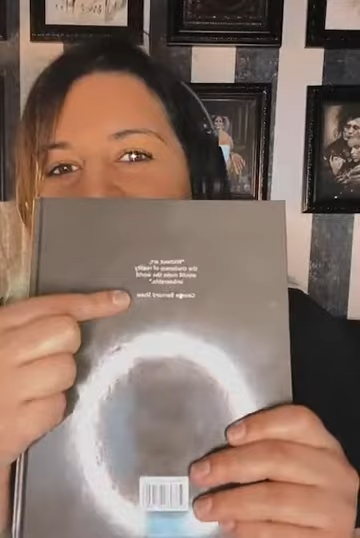 "Without art,
the crudeness of reality
would make the world
unbearable."
George Bernard Shaw